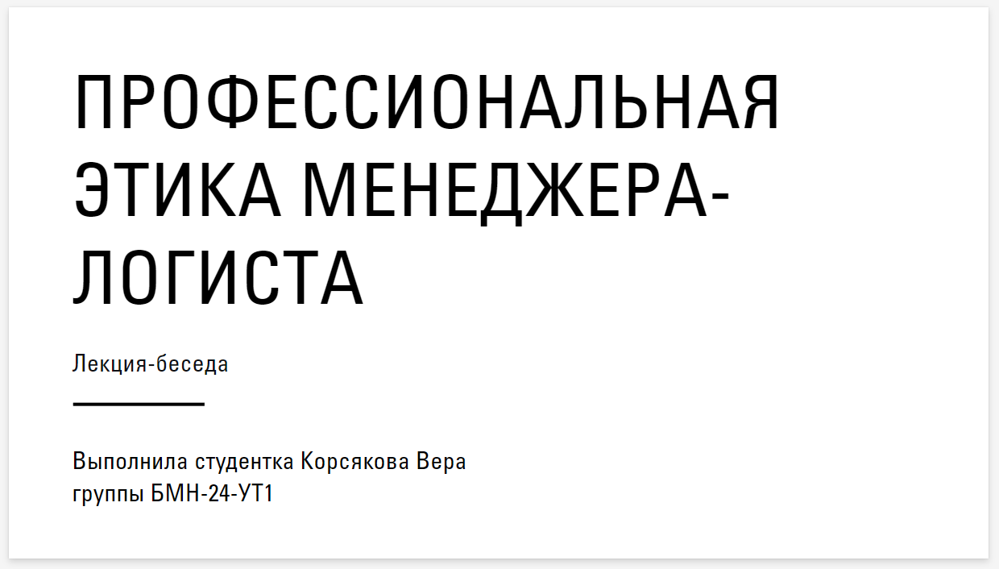 ПРОФЕССИОНАЛЬНАЯ
ЭТИКА МЕНЕДЖЕРА-
ЛОГИСТА
Лекция-беседа
Выполнила студентка Корсякова Вера
группы БМН-24-УТ1